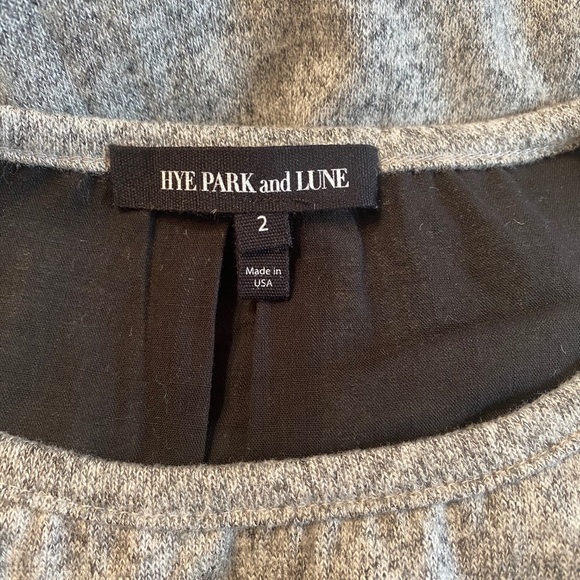 HYE PARK and LUNE
2
Made in
USA